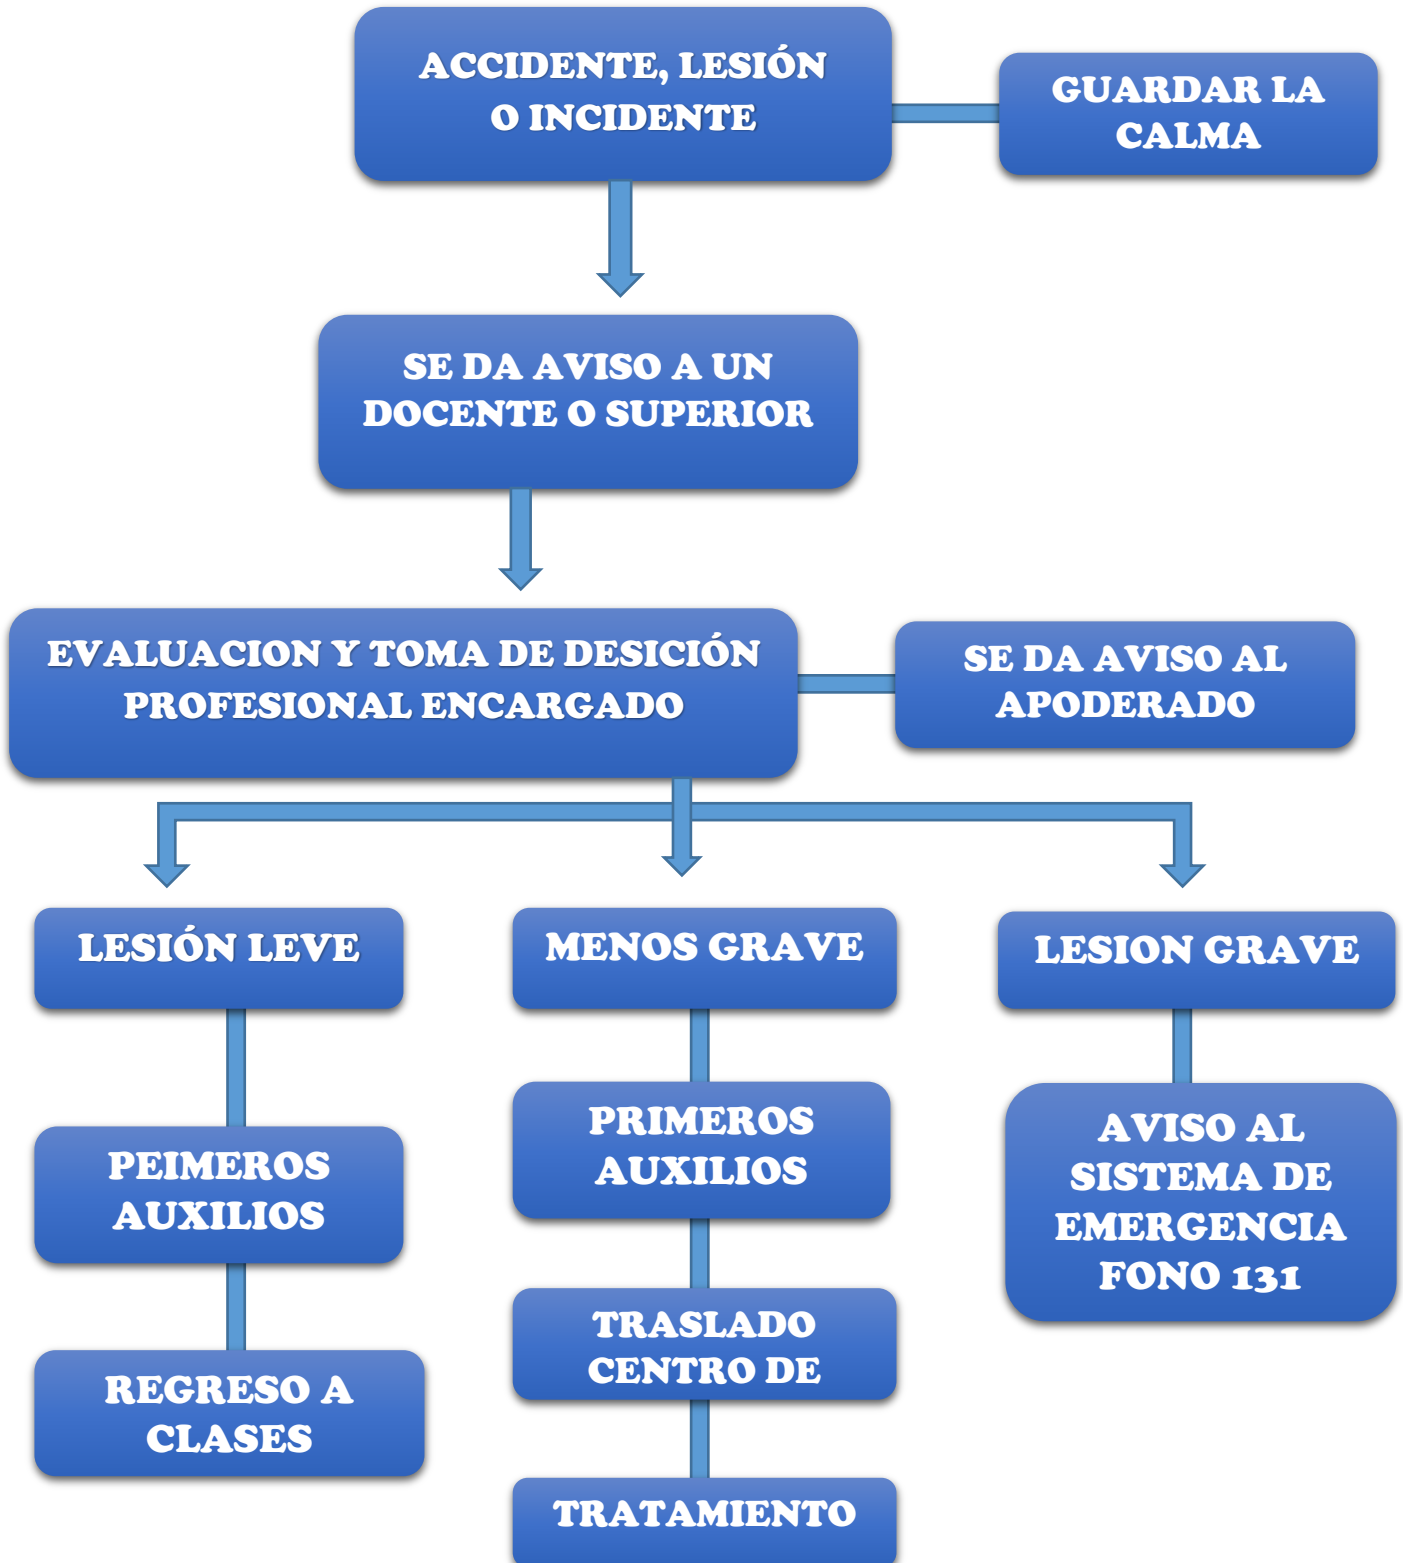 ACCIDENTE, LESIÓN
O INCIDENTE
GUARDAR LA
CALMA
SE DA AVISO A UN
DOCENTE O SUPERIOR
EVALUACION Y TOMA DE DESICIÓN
PROFESIONAL ENCARGADO
SE DA AVISO AL
APODERADO
LESIÓN LEVE
MENOS GRAVE
LESION GRAVE
PEIMEROS
AUXILIOS
REGRESO A
CLASES
PRIMEROS
AUXILIOS
TRASLADO
CENTRO DE
TRATAMIENTO
AVISO AL
SISTEMA DE
EMERGENCIA
FONO 131